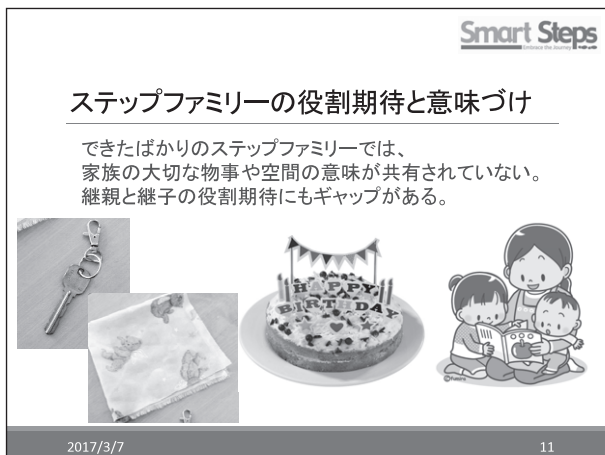 Smart Steps
Embrace the Journey
ステップファミリーの役割期待と意味づけ
できたばかりのステップファミリーでは、
家族の大切な物事や空間の意味が共有されていない。
継親と継子の役割期待にもギャップがある。
HAPPY
BIRTHDAY
2017/3/7
11